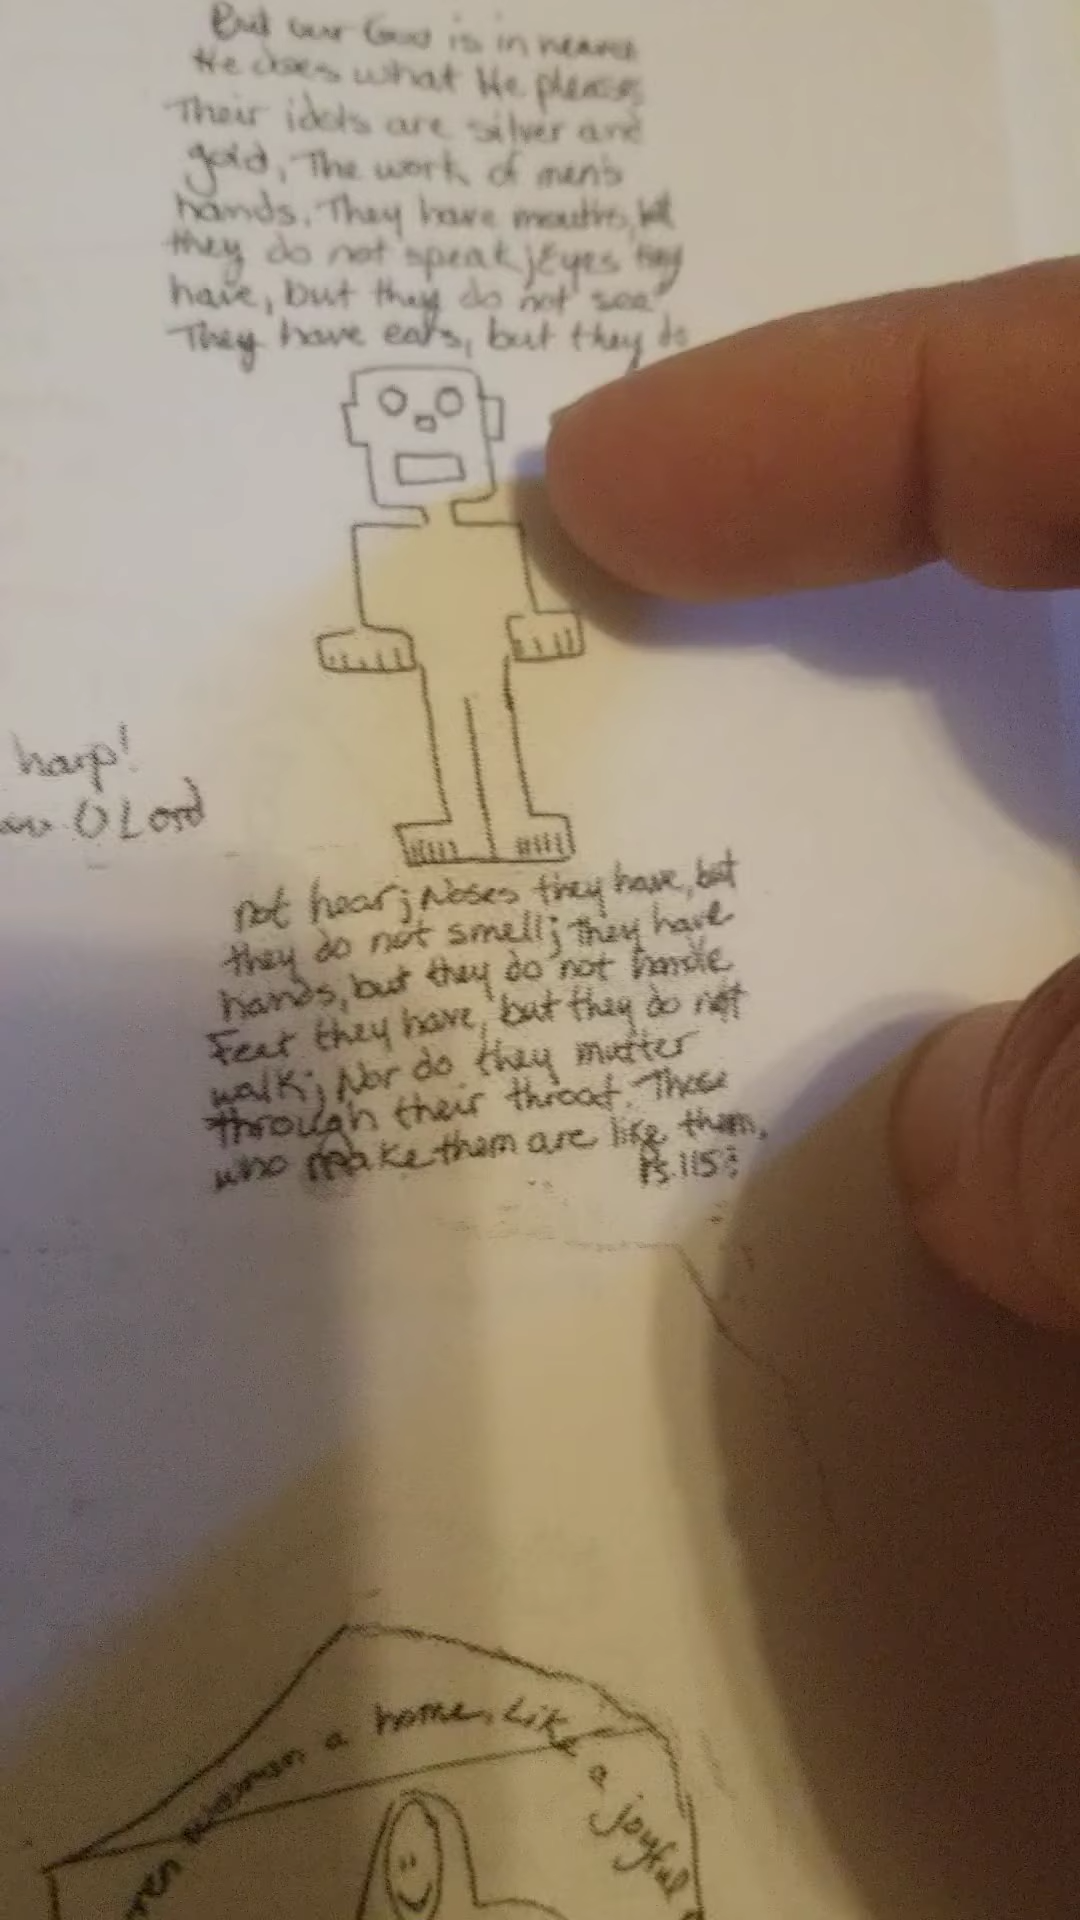 But our God is in heaven
He does what He pleases
Their idols are silver and
gold, The work of men's
hands. They have mouths, but
they do not speak; Eyes they
have, but they do not see
They have ears, but they do
harp!
O Lord
not hear; Noses they have, but
they do not smell; they have
hands, but they do not handle
Feet they have, but they do not
walk; Nor do they mutter
through their throat. Those
who make them are like them.
Ps. 115:
women a home, Like a joyful